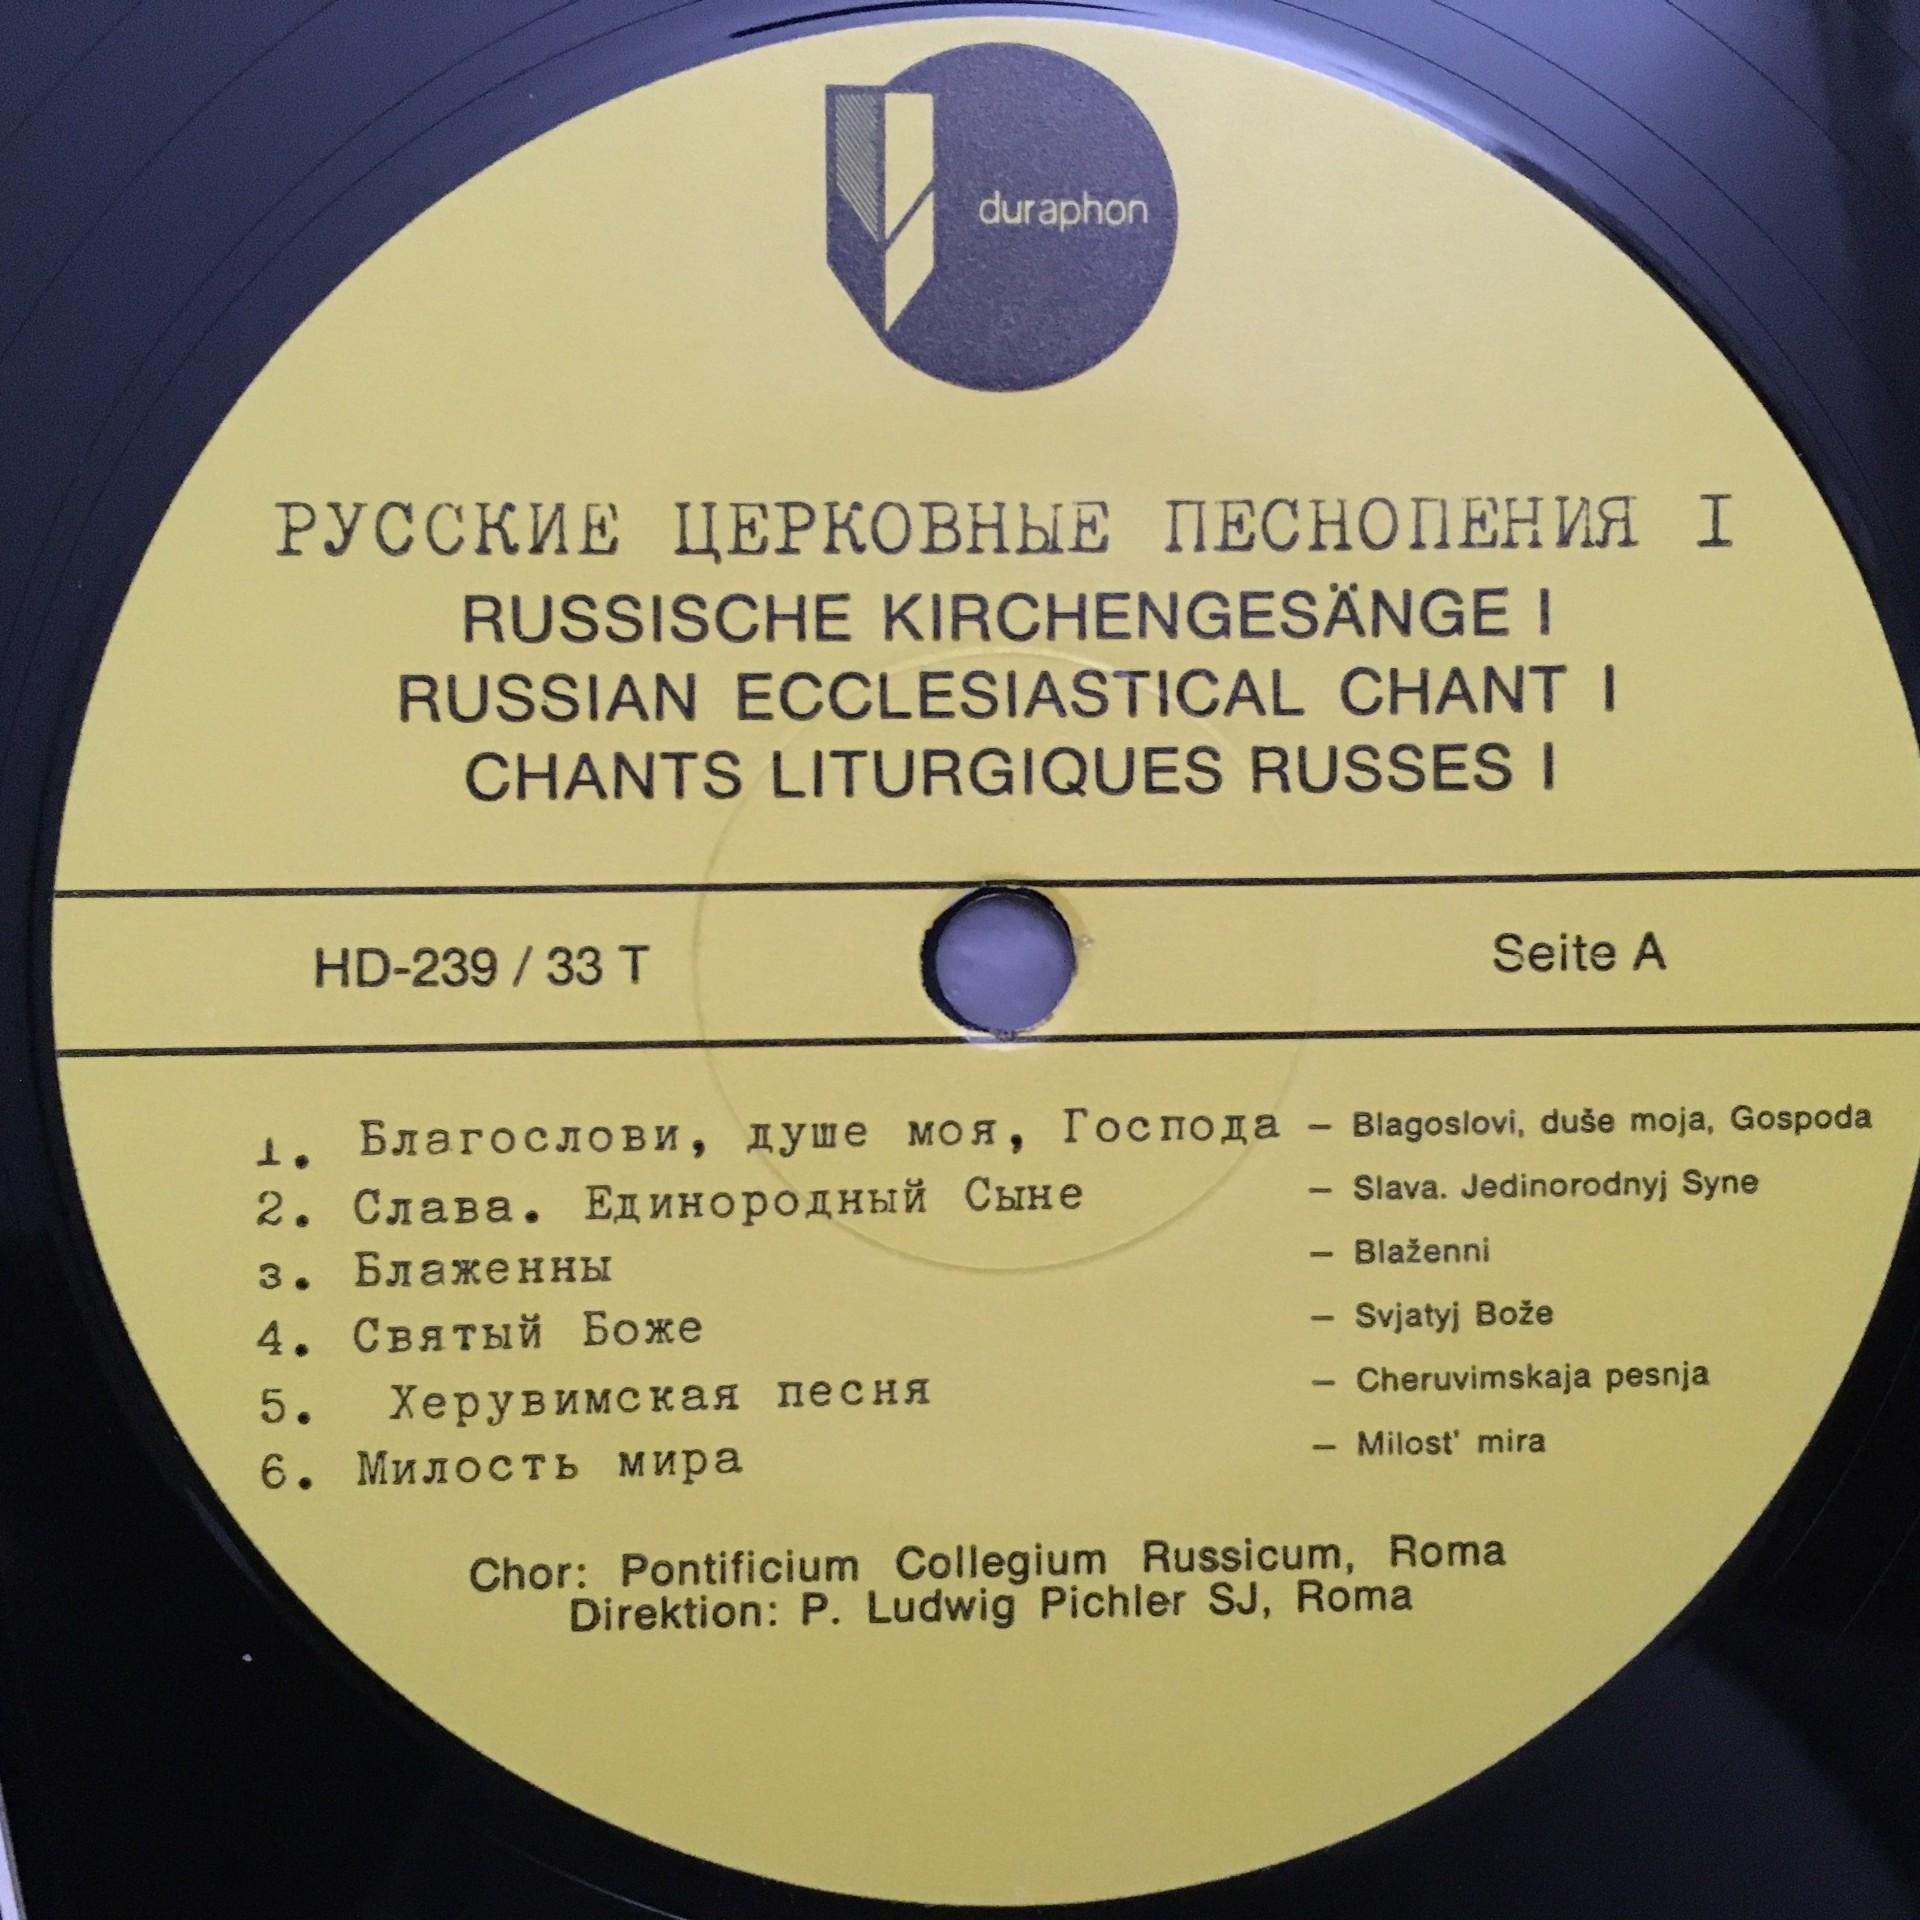 duraphon
РУССКИЕ ЦЕРКОВНЫЕ ПЕСНОПЕНИЯ I
RUSSISCHE KIRCHENGESÄNGE I
RUSSIAN ECCLESIASTICAL CHANT I
CHANTS LITURGIQUES RUSSES I
HD-239 / 33 T Seite A
1. Благослови, душе моя, Господа – Blagoslovi, duše moja, Gospoda
2. Слава. Единородный Сыне – Slava. Jedinorodnyj Syne
3. Блаженны – Blaženni
4. Святый Боже – Svjatyj Bože
5. Херувимская песня – Cheruvimskaja pesnja
6. Милость мира – Milost' mira
Chor: Pontificium Collegium Russicum, Roma
Direktion: P. Ludwig Pichler SJ, Roma